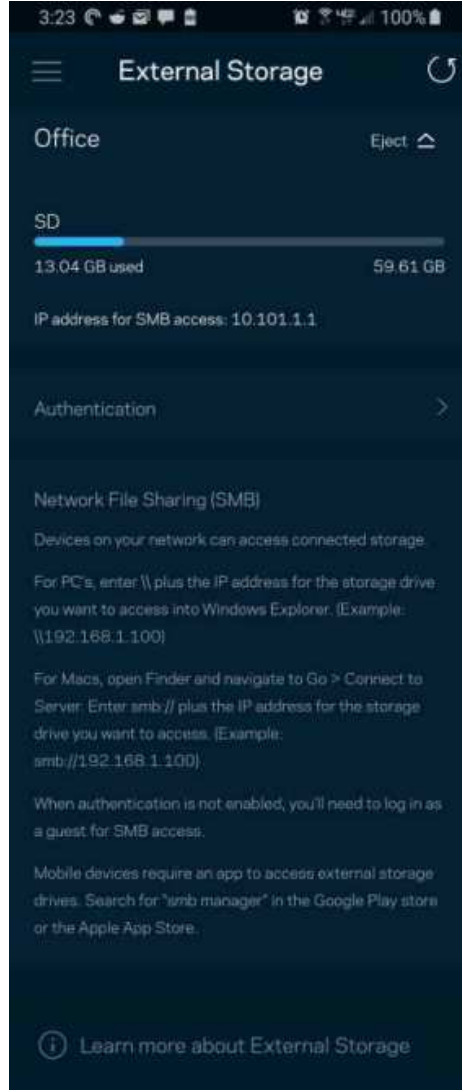 3:23 100%
External Storage
Office Eject
SD
13.04 GB used 59.61 GB
IP address for SMB access: 10.101.1.1
Authentication
Network File Sharing (SMB)
Devices on your network can access connected storage.
For PC's, enter \\ plus the IP address for the storage drive
you want to access into Windows Explorer. (Example:
\\192.168.1.100)
For Macs, open Finder and navigate to Go > Connect to
Server. Enter smb:// plus the IP address for the storage
drive you want to access. (Example:
smb://192.168.1.100)
When authentication is not enabled, you'll need to log in as
a guest for SMB access.
Mobile devices require an app to access external storage
drives. Search for "smb manager" in the Google Play store
or the Apple App Store.
Learn more about External Storage